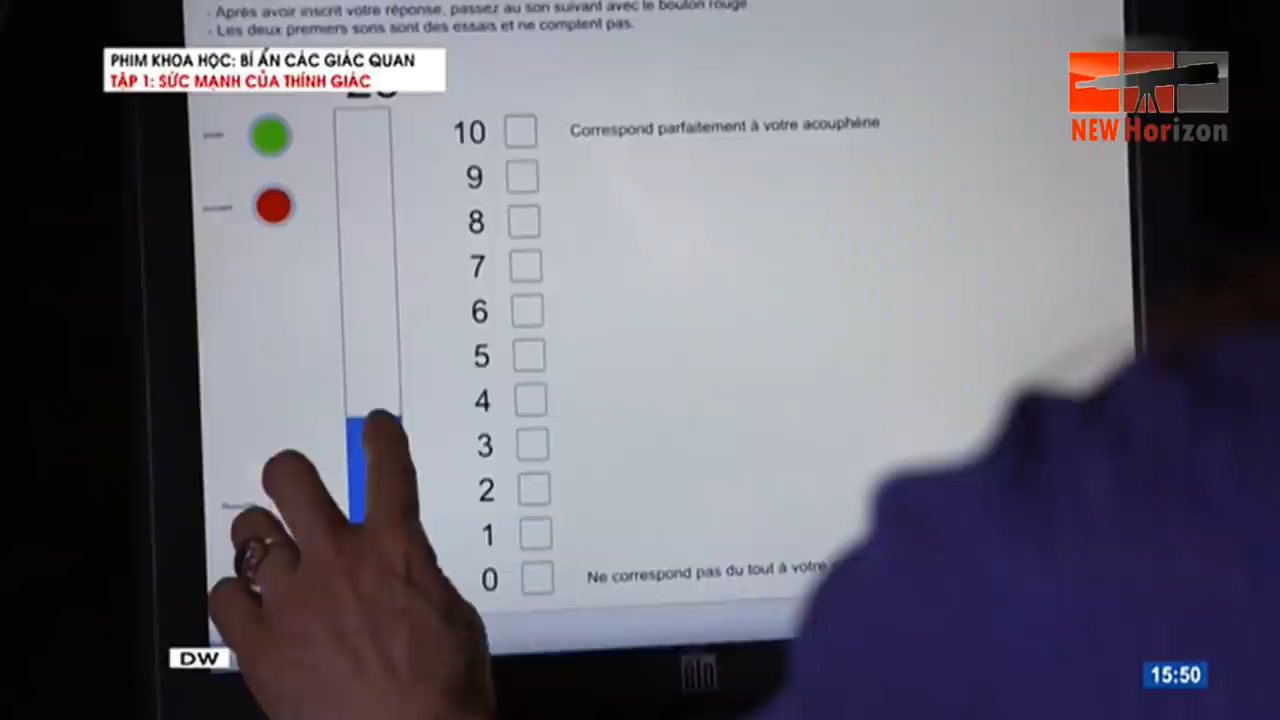 - Après avoir inscrit votre réponse, passez au son suivant avec le bouton rouge
- Les deux premiers sons sont des essais et ne comptent pas.
PHIM KHOA HỌC: BÍ ẨN CÁC GIÁC QUAN
TẬP 1: SỨC MẠNH CỦA THÍNH GIÁC
NEW Horizon
10 Correspond parfaitement à votre acouphène
9
8
7
6
5
4
3
2
1
0 Ne correspond pas du tout à votre
DW
elo
15:50